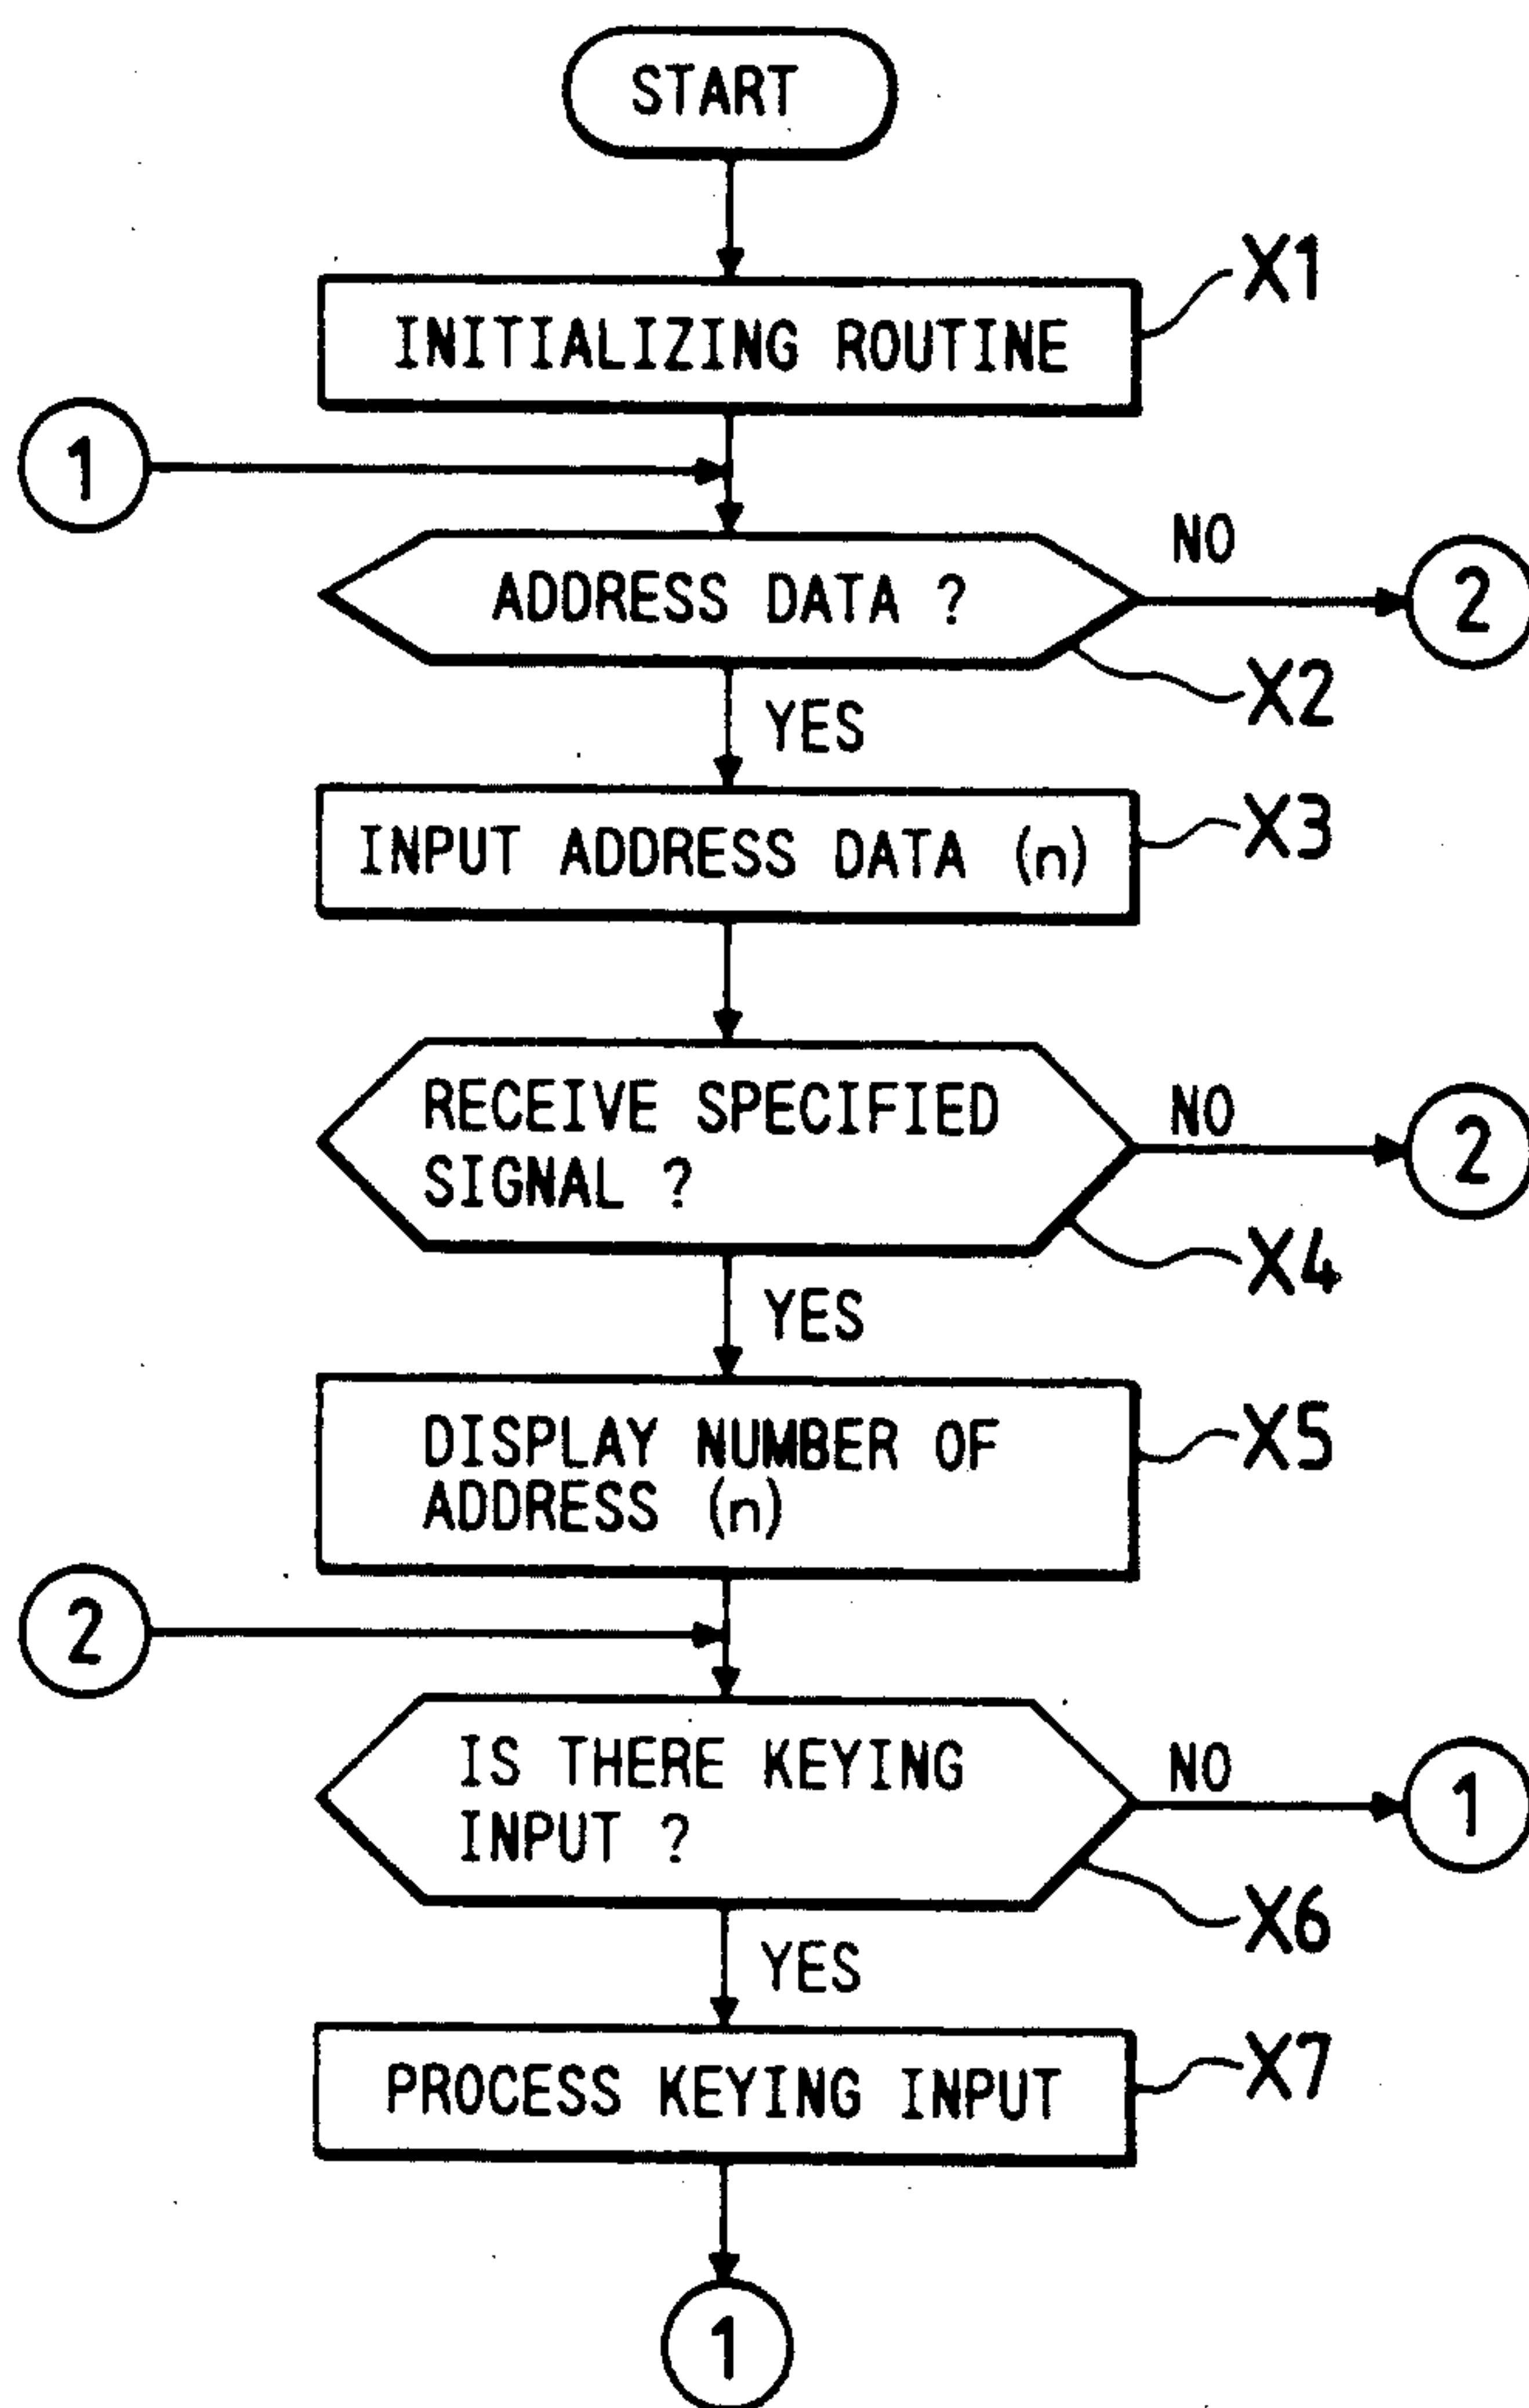 START
X1
INITIALIZING ROUTINE
1
NO
ADDRESS DATA ?
2
X2
YES
X3
INPUT ADDRESS DATA (n)
RECEIVE SPECIFIED
SIGNAL ?
NO
2
X4
YES
X5
DISPLAY NUMBER OF
ADDRESS (n)
2
IS THERE KEYING
INPUT ?
NO
1
X6
YES
X7
PROCESS KEYING INPUT
1